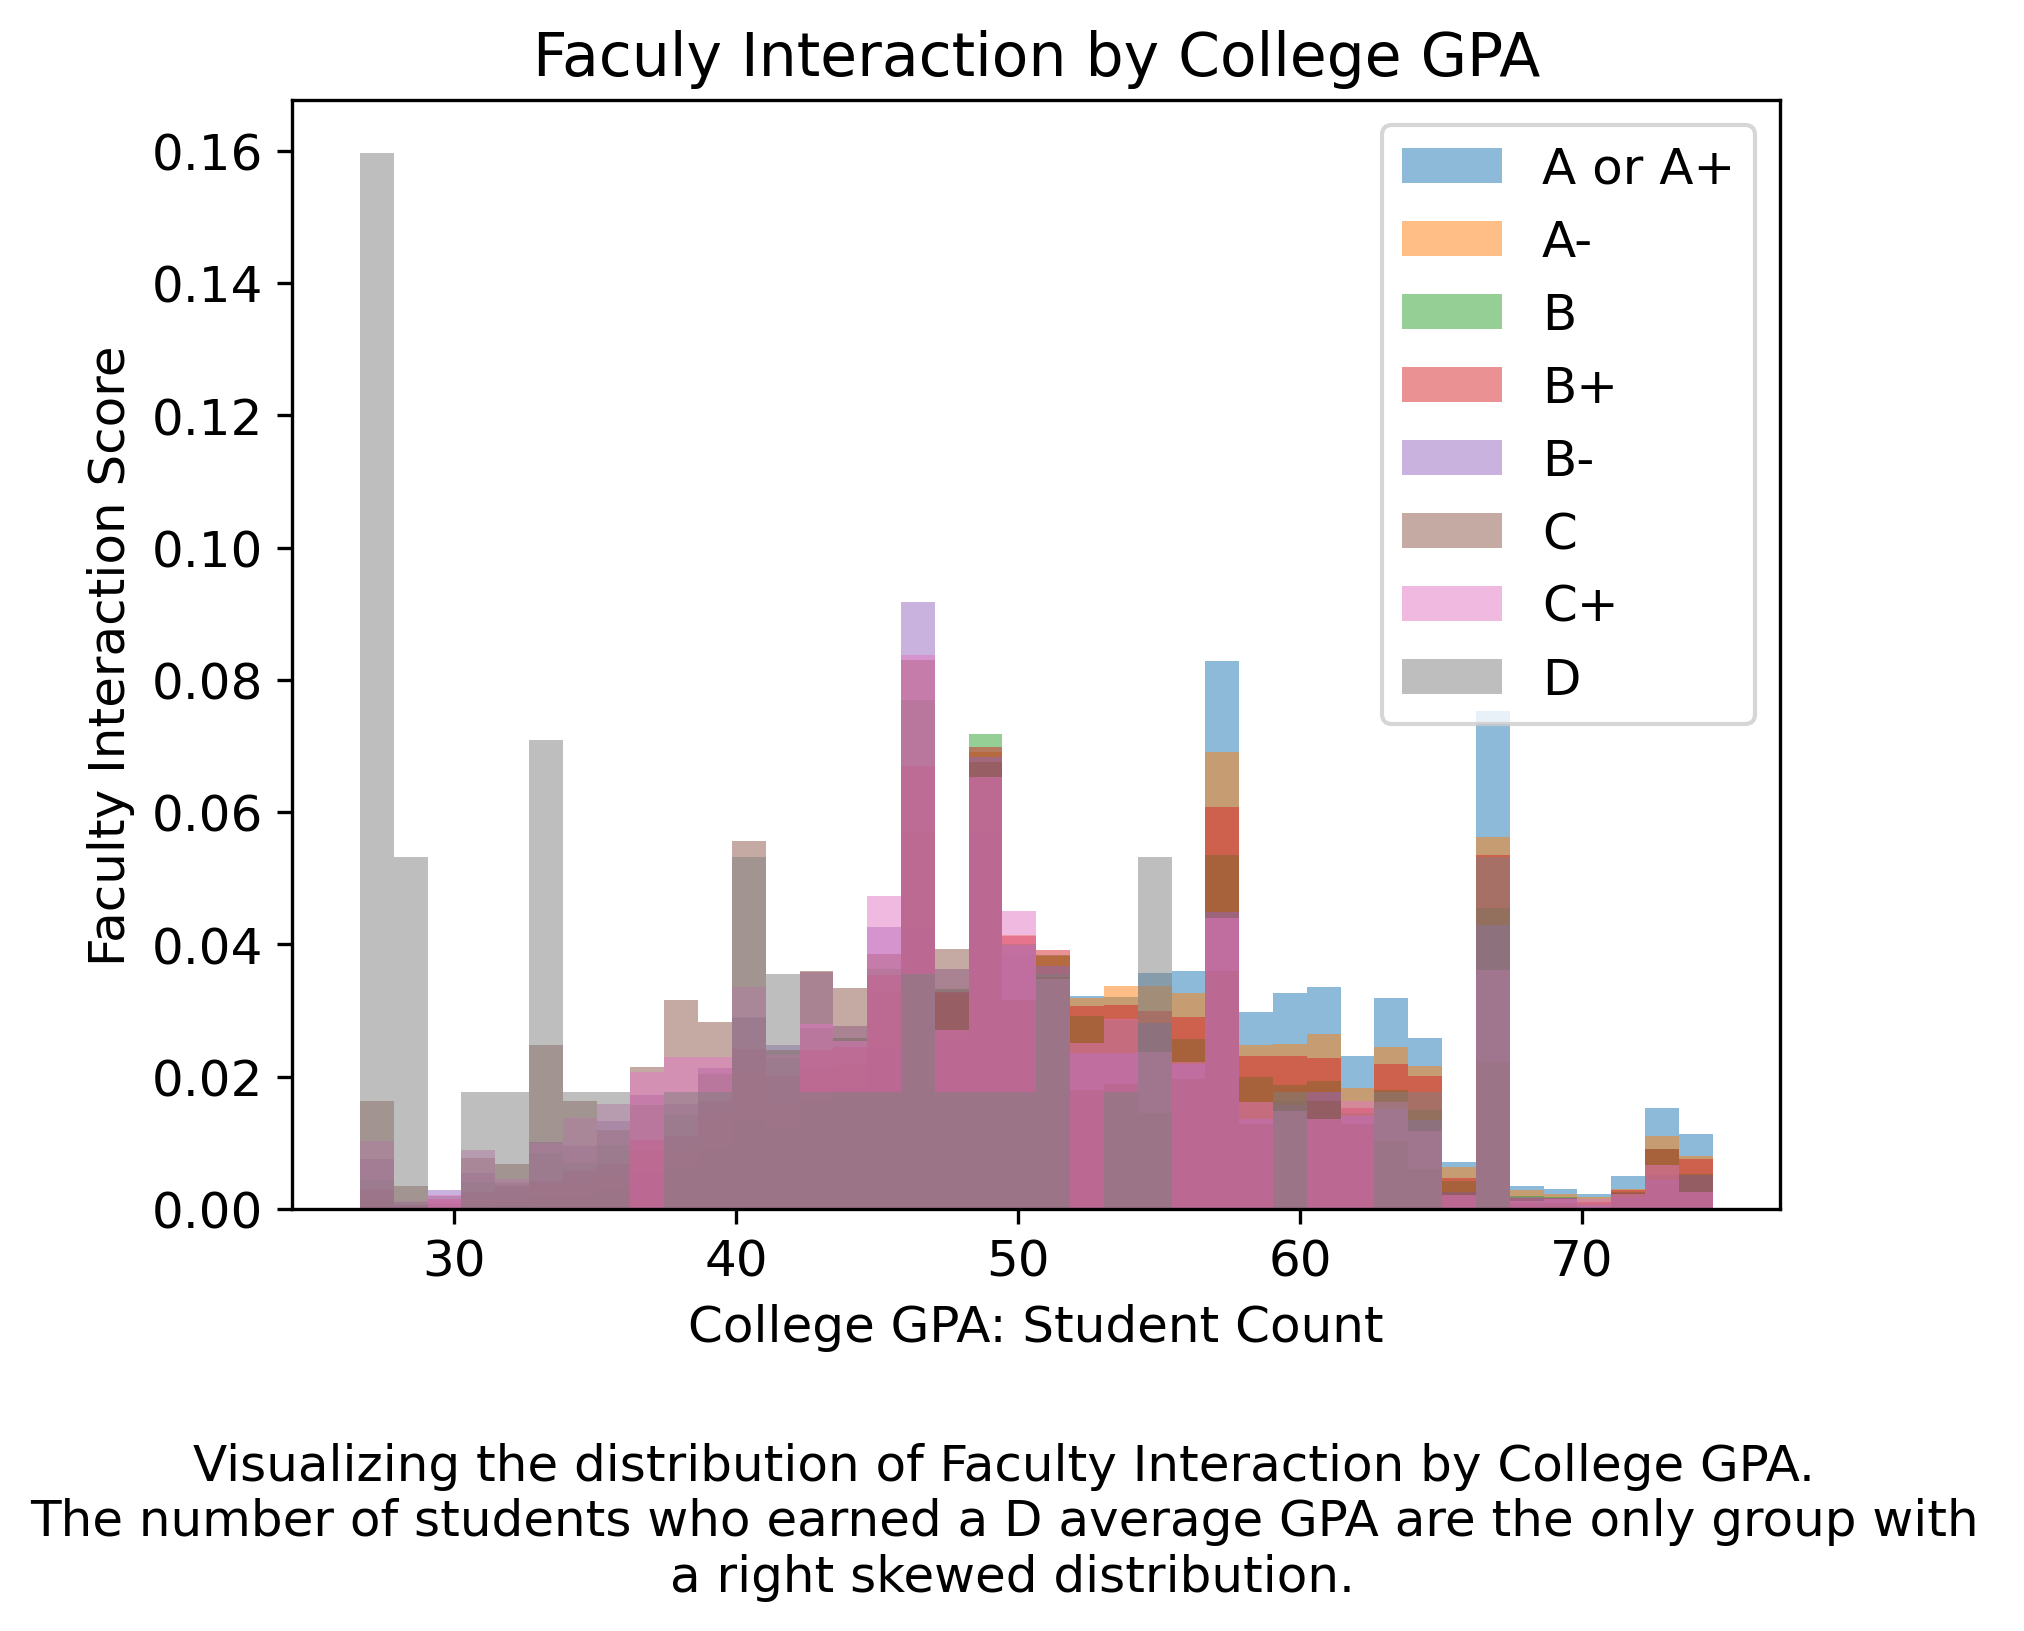 Faculy Interaction by College GPA
0.16
0.14
0.12
0.10
0.08
0.06
0.04
0.02
0.00
Faculty Interaction Score
A or A+
A-
B
B+
B-
C
C+
D
30 40 50 60 70
College GPA: Student Count
Visualizing the distribution of Faculty Interaction by College GPA.
The number of students who earned a D average GPA are the only group with
a right skewed distribution.